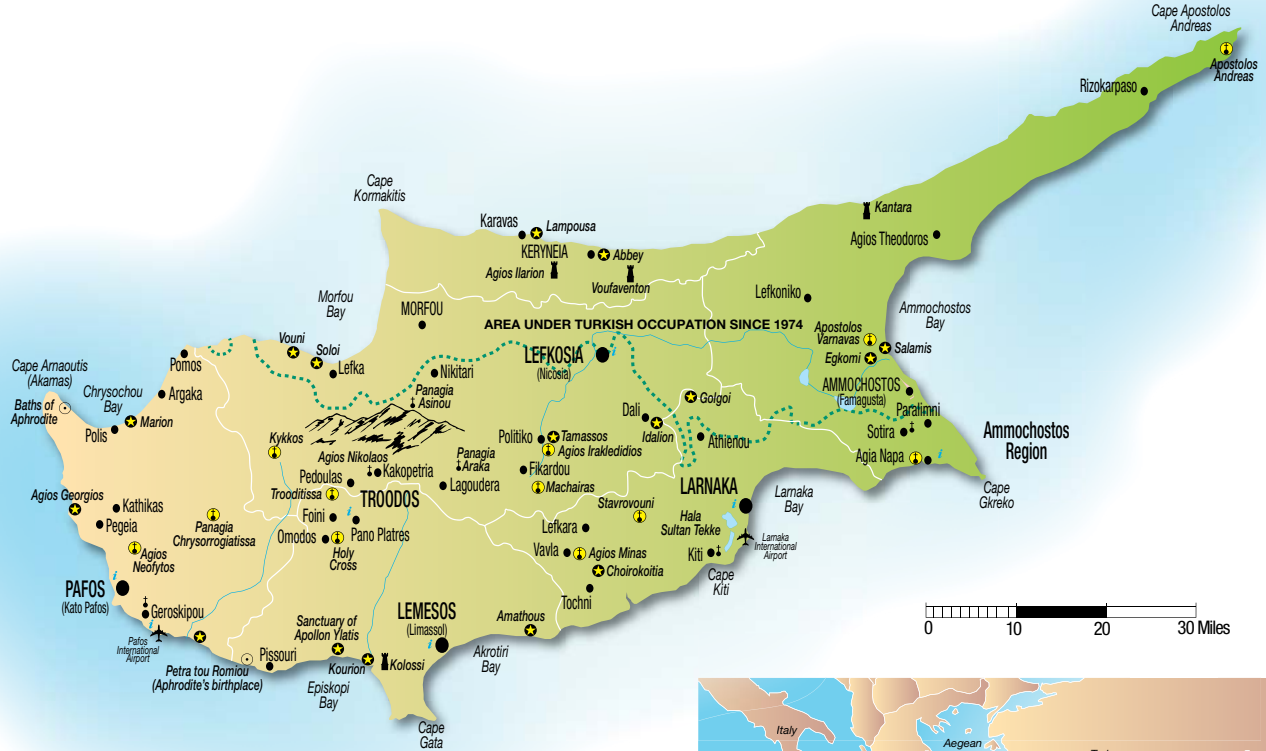 Cape Apostolos
Andreas
Apostolos
Andreas
Rizokarpaso
Cape
Kormakitis
Kantara
Karavas
Lampousa
Agios Theodoros
KERYNEIA
Abbey
Agios Ilarion
Voufaventon
Lefkoniko
Morfou
Bay
MORFOU
Ammochostos
Bay
AREA UNDER TURKISH OCCUPATION SINCE 1974
Apostolos
Varnavas
Vouni
Soloi
LEFKOSIA
(Nicosia)
Salamis
Egkomi
Pomos
Lefka
Nikitari
Cape Arnaoutis
(Akamas)
Chrysochou
Bay
Argaka
Panagia
Asinou
AMMOCHOSTOS
(Famagusta)
Baths of
Aphrodite
Golgoi
Marion
Dali
Idalion
Paralimni
Polis
Sotira
Ammochostos
Region
Kykkos
Politiko
Tamassos
Athienou
Agios Irakledidios
Agios Nikolaos
Kakopetria
Panagia
Araka
Agia Napa
Pedoulas
Fikardou
Cape
Gkreko
Trooditissa
TROODOS
Lagoudera
Machairas
LARNAKA
Larnaka
Bay
Agios Georgios
Kathikas
Stavrovouni
Pegeia
Panagia
Chrysorrogiatissa
Foini
Pano Platres
Hala
Sultan Tekke
Lefkara
Omodos
Holy
Cross
Larnaka
International
Airport
Agios
Neofytos
Vavla
Agios Minas
Kiti
Choirokoitia
Cape
Kiti
PAFOS
(Kato Pafos)
Tochni
Geroskipou
LEMESOS
(Limassol)
Amathous
Sanctuary of
Apollon Ylatis
Pafos
International
Airport
Akrotiri
Bay
Petra tou Romiou
(Aphrodite's birthplace)
Pissouri
Kourion
Kolossi
Episkopi
Bay
Cape
Gata
0 10 20 30 Miles
Italy
Aegean